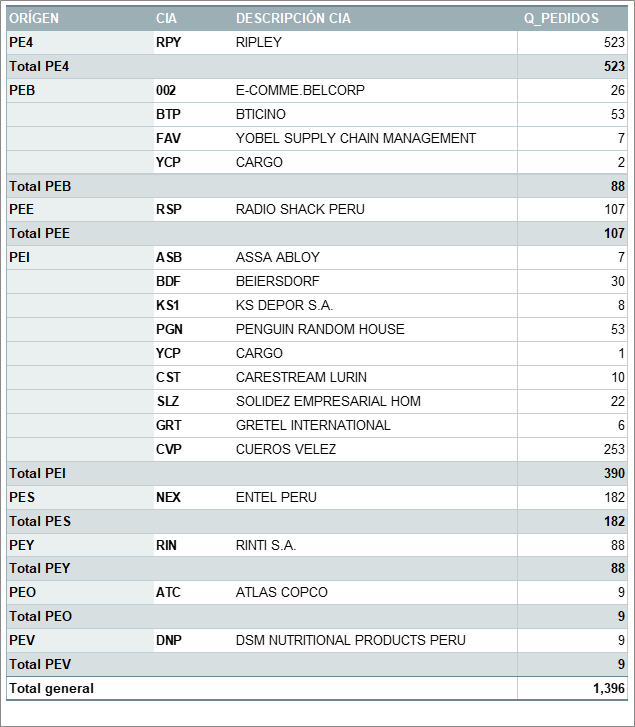 ORÍGEN CIA DESCRIPCIÓN CIA Q_PEDIDOS
PE4 RPY RIPLEY 523
Total PE4 523
PEB 002 E-COMME.BELCORP 26
BTP BTICINO 53
FAV YOBEL SUPPLY CHAIN MANAGEMENT 7
YCP CARGO 2
Total PEB 88
PEE RSP RADIO SHACK PERU 107
Total PEE 107
PEI ASB ASSA ABLOY 7
BDF BEIERSDORF 30
KS1 KS DEPOR S.A. 8
PGN PENGUIN RANDOM HOUSE 53
YCP CARGO 1
CST CARESTREAM LURIN 10
SLZ SOLIDEZ EMPRESARIAL HOM 22
GRT GRETEL INTERNATIONAL 6
CVP CUEROS VELEZ 253
Total PEI 390
PES NEX ENTEL PERU 182
Total PES 182
PEY RIN RINTI S.A. 88
Total PEY 88
PEO ATC ATLAS COPCO 9
Total PEO 9
PEV DNP DSM NUTRITIONAL PRODUCTS PERU 9
Total PEV 9
Total general 1,396